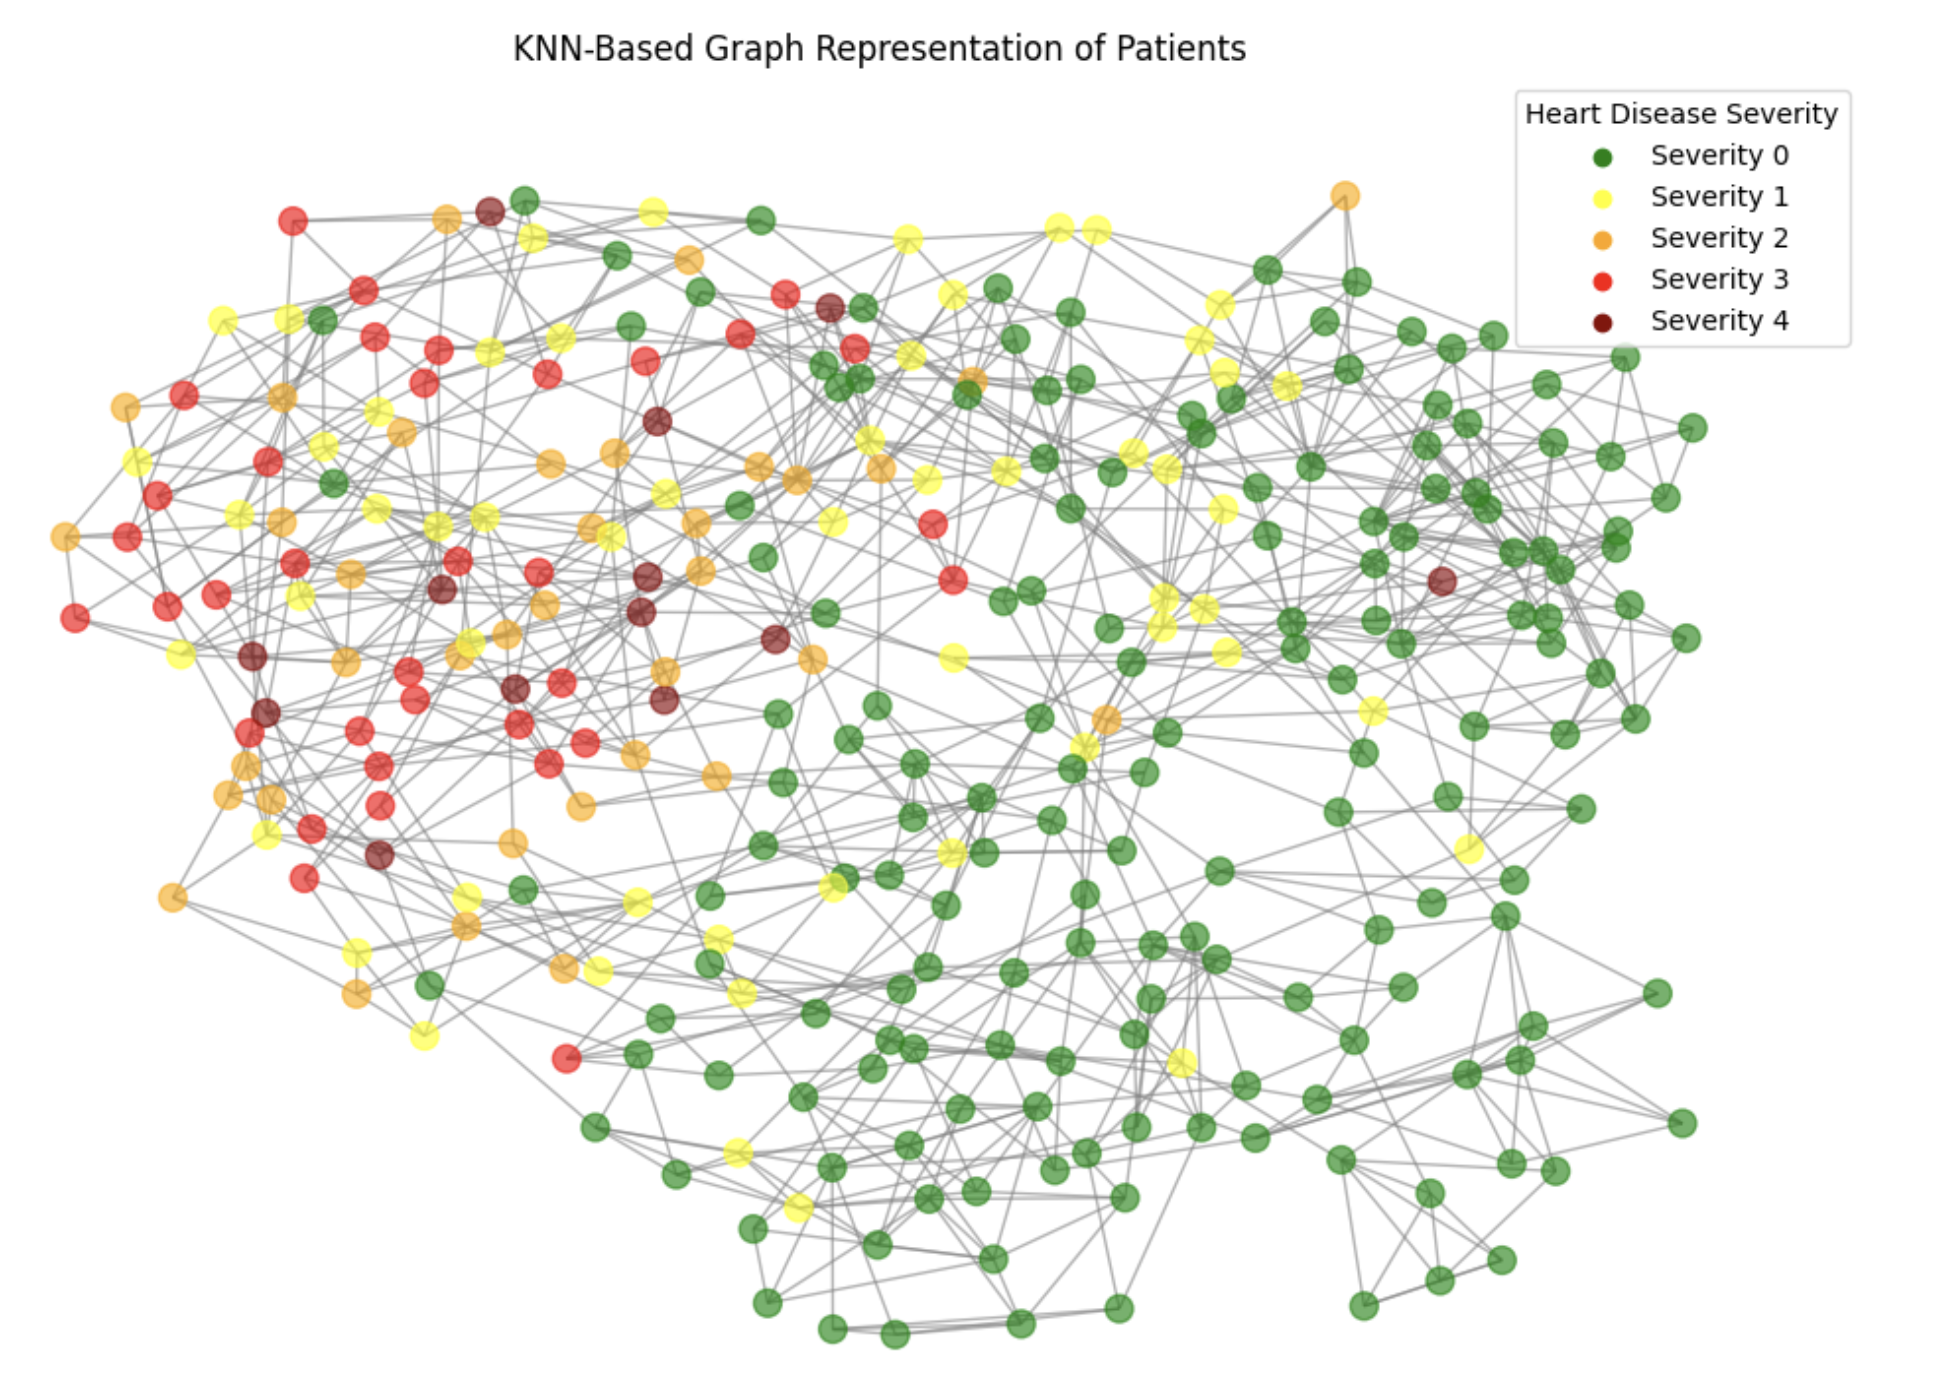 KNN-Based Graph Representation of Patients
Heart Disease Severity
Severity 0
Severity 1
Severity 2
Severity 3
Severity 4